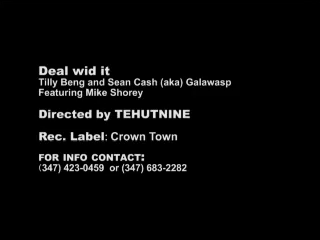 Deal wid it
Tilly Beng and Sean Cash (aka) Galawasp
Featuring Mike Shorey
Directed by TEHUTNINE
Rec. Label: Crown Town
FOR INFO CONTACT:
(347) 423-0459 or (347) 683-2282